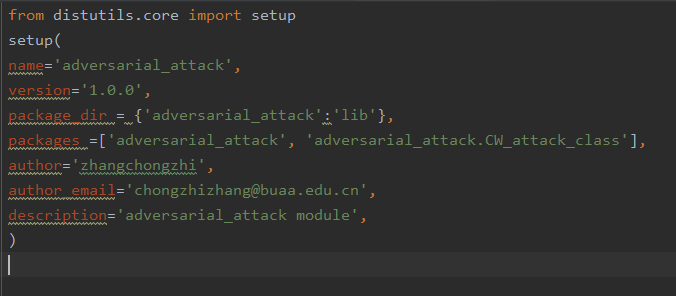 from distutils.core import setup
setup(
name='adversarial_attack',
version='1.0.0',
package_dir = {'adversarial_attack':'lib'},
packages =['adversarial_attack', 'adversarial_attack.CW_attack_class'],
author='zhangchongzhi',
author_email='chongzhizhang@buaa.edu.cn',
description='adversarial_attack module',
)